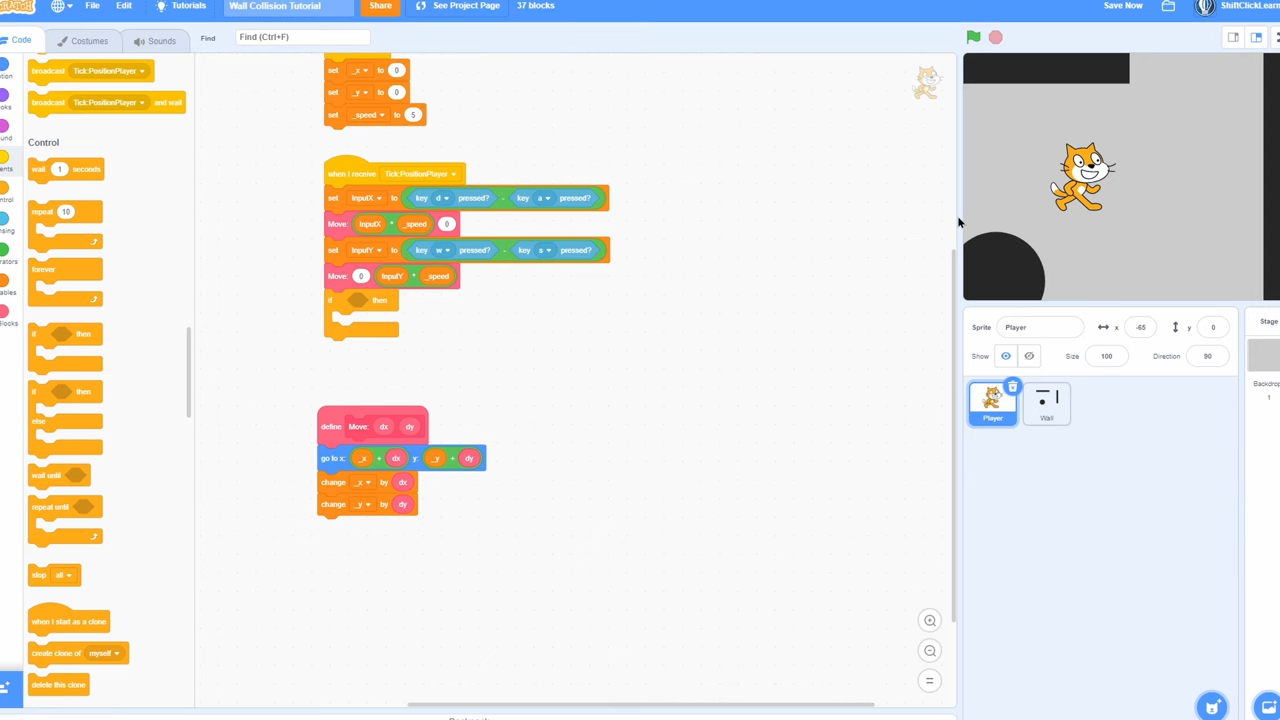 SCRATCH
File
Edit
Tutorials
Wall Collision Tutorial
Share
See Project Page
37 blocks
Save Now
ShiftClickLearn
Code
Costumes
Sounds
Find
Find (Ctrl+F)
broadcast Tick:PositionPlayer
broadcast Tick:PositionPlayer and wait
Control
wait 1 seconds
repeat 10
forever
if then
if then
else
wait until
repeat until
stop all
when I start as a clone
create clone of myself
delete this clone
set _x to 0
set _y to 0
set _speed to 5
when I receive Tick:PositionPlayer
set InputX to key d pressed? - key a pressed?
Move: InputX * _speed 0
set InputY to key w pressed? - key s pressed?
Move: 0 InputY * _speed
if then
define Move: dx dy
go to x: _x + dx y: _y + dy
change _x by dx
change _y by dy
Sprite Player x -65 y 0
Show Size 100 Direction 90
Player
Wall
Stage
Backdrop
1